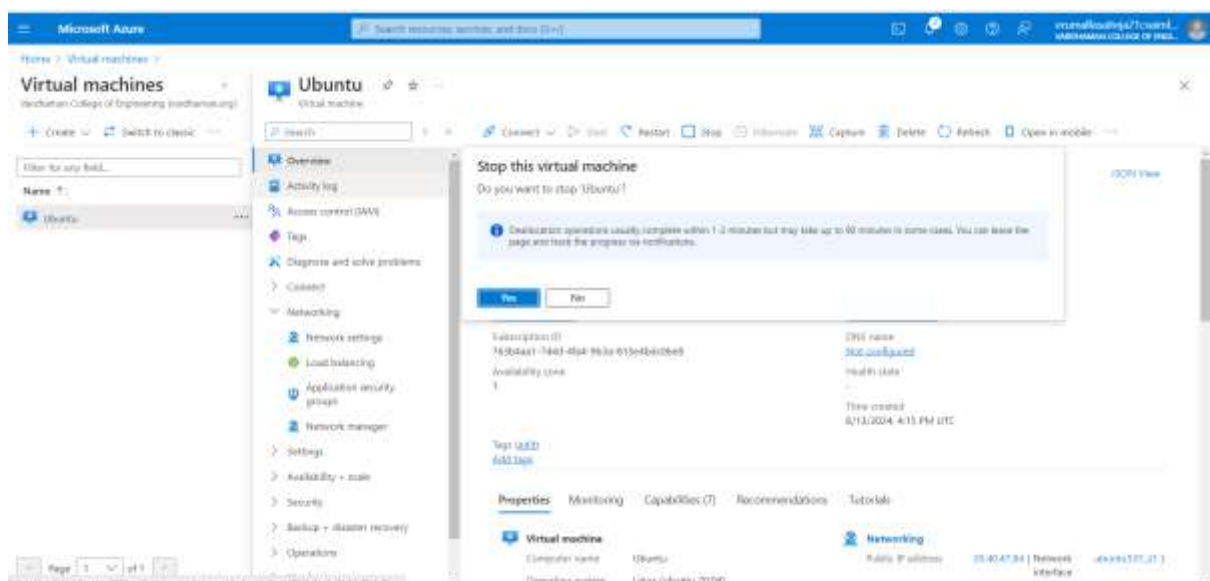 Microsoft Azure
Search resources, services, and docs (G+/)
Home > Virtual machines >
Virtual machines
Vardhaman College of Engineering (vardhaman.org)
+ Create
Switch to classic
Filter for any field...
Name ↑
Ubuntu
Page 1 of 1
Ubuntu
Virtual machine
Search
Overview
Activity log
Access control (IAM)
Tags
Diagnose and solve problems
Connect
Networking
Network settings
Load balancing
Application security
groups
Network manager
Settings
Availability + scale
Security
Backup + disaster recovery
Operations
Connect Start Restart Stop Hibernate Capture Delete Refresh Open in mobile
Stop this virtual machine
Do you want to stop 'Ubuntu'?
Deallocation operations usually complete within 1-2 minutes but may take up to 90 minutes in some cases. You can leave the
page and track the progress via notifications.
Yes No
JSON View
Subscription ID
Availability zone
1
DNS name
Not configured
Health state
-
Time created
8/13/2024, 4:15 PM UTC
Tags (edit)
Add tags
Properties Monitoring Capabilities (7) Recommendations Tutorials
Virtual machine
Computer name Ubuntu
Operating system
Networking
Public IP address
Network
interface